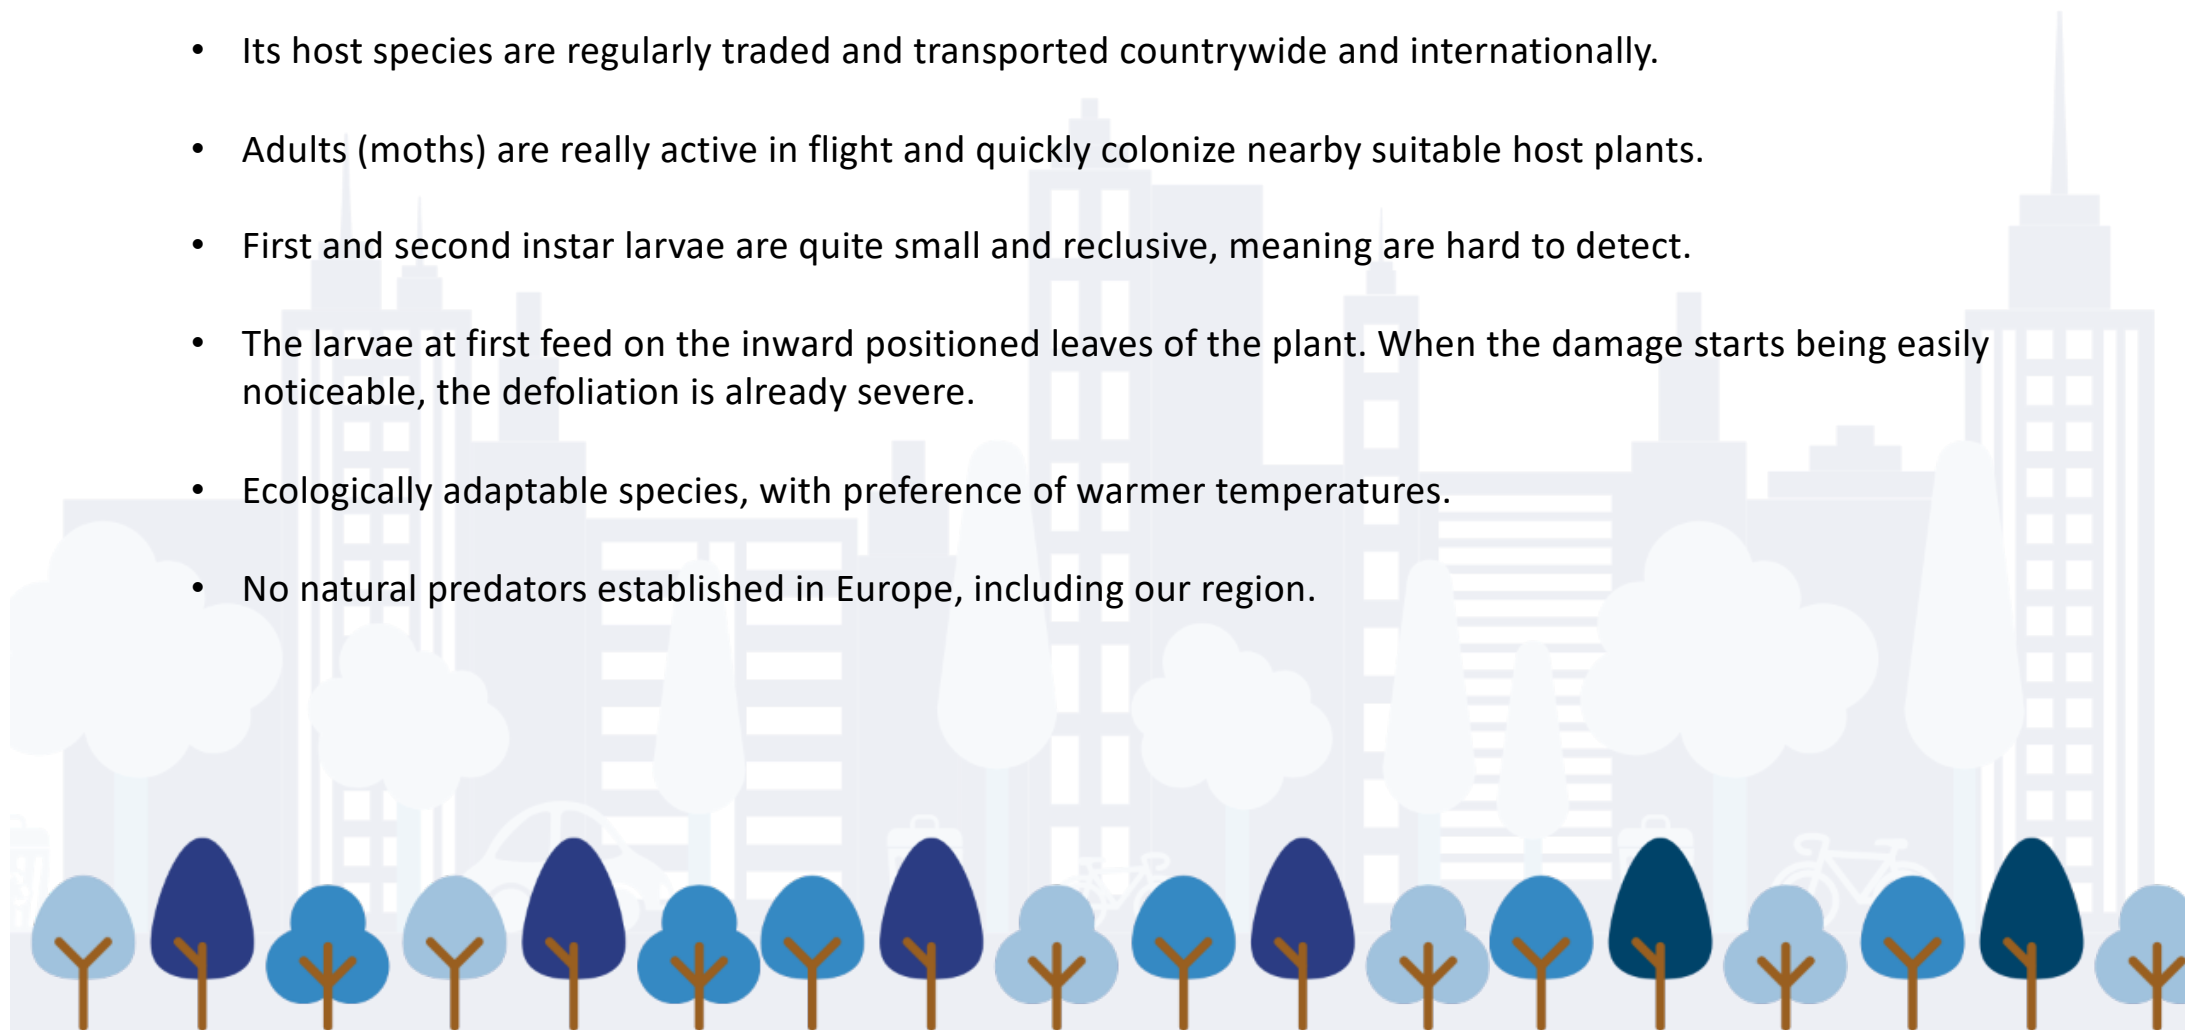 • Its host species are regularly traded and transported countrywide and internationally.
• Adults (moths) are really active in flight and quickly colonize nearby suitable host plants.
• First and second instar larvae are quite small and reclusive, meaning are hard to detect.
• The larvae at first feed on the inward positioned leaves of the plant. When the damage starts being easily
noticeable, the defoliation is already severe.
• Ecologically adaptable species, with preference of warmer temperatures.
• No natural predators established in Europe, including our region.